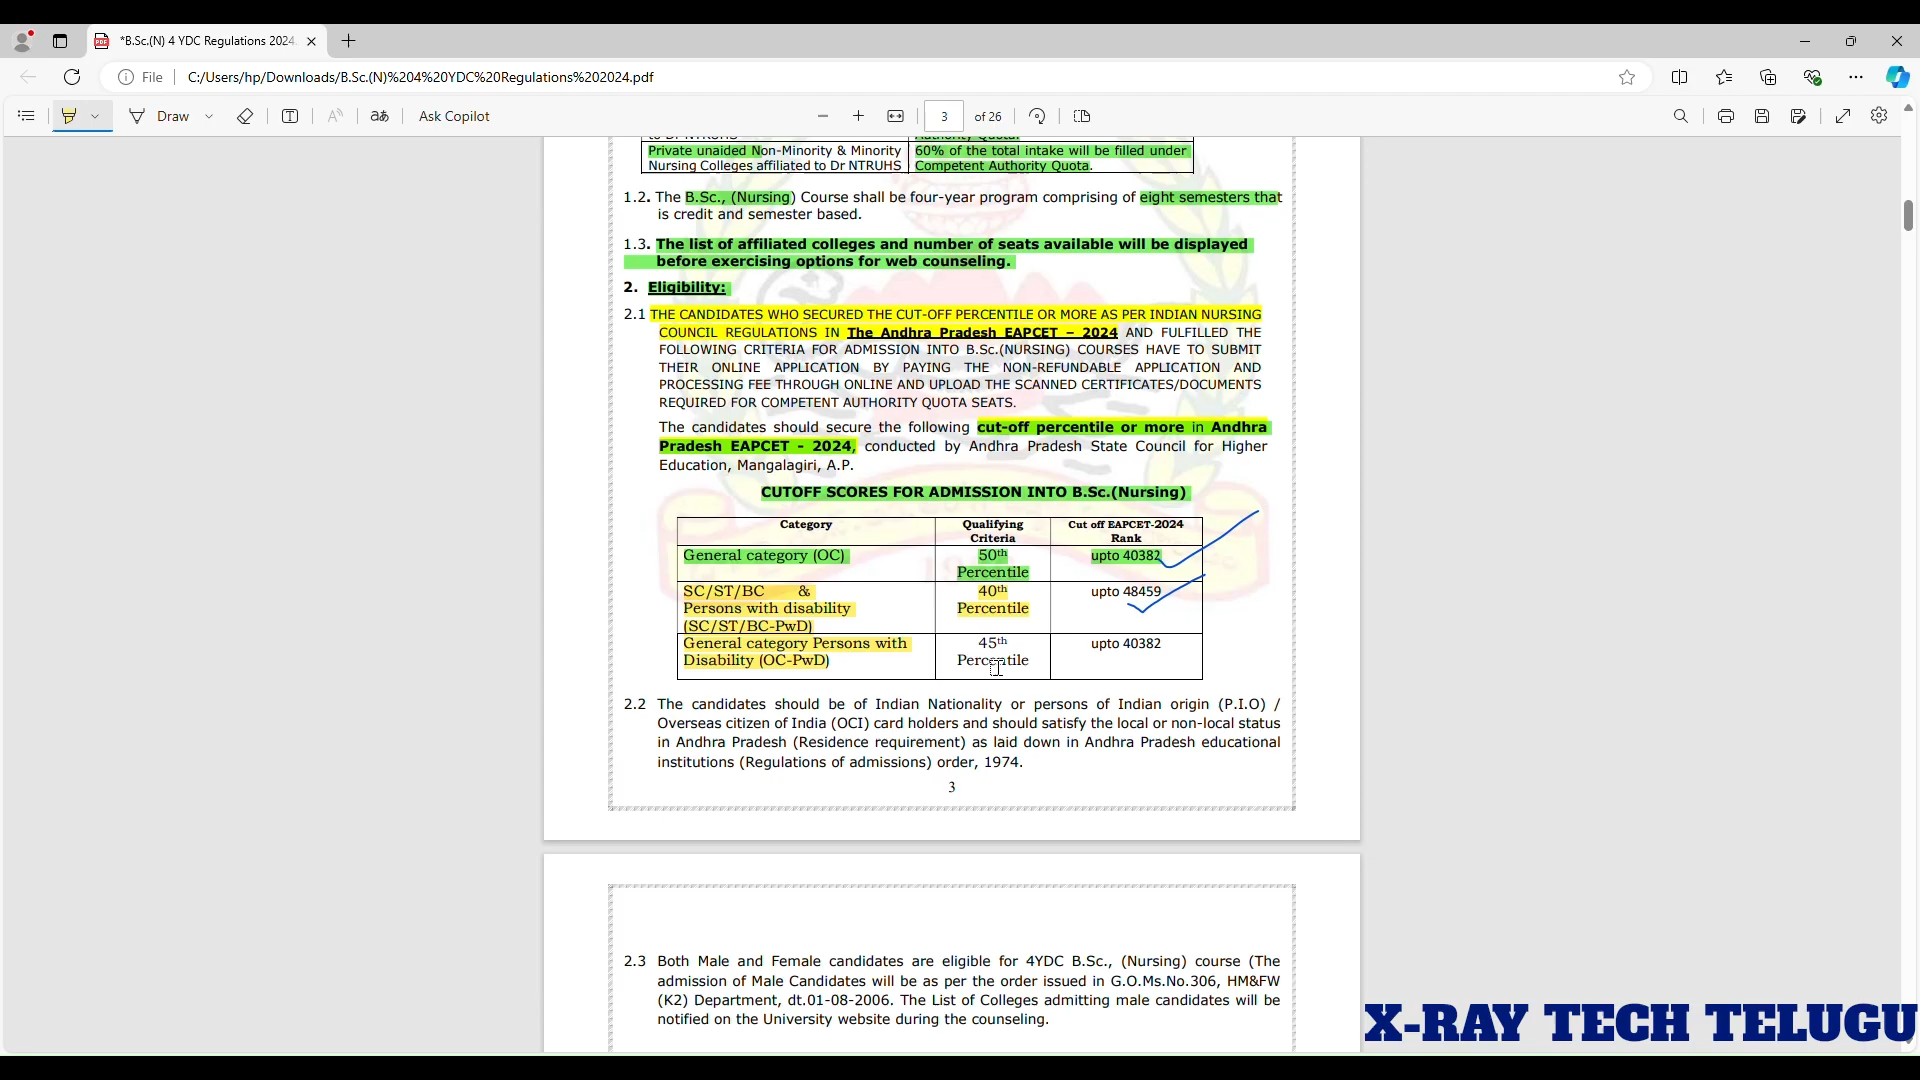 *B.Sc.(N) 4 YDC Regulations 2024
File
C:/Users/hp/Downloads/B.Sc.(N)%204%20YDC%20Regulations%202024.pdf
Draw
aあ
Ask Copilot
3 of 26
to Dr NTRUHS Authority Quota.
Private unaided Non-Minority & Minority 60% of the total intake will be filled under
Nursing Colleges affiliated to Dr NTRUHS Competent Authority Quota.
1.2. The B.Sc., (Nursing) Course shall be four-year program comprising of eight semesters that
is credit and semester based.
1.3. The list of affiliated colleges and number of seats available will be displayed
before exercising options for web counseling.
2. Eligibility:
2.1 THE CANDIDATES WHO SECURED THE CUT-OFF PERCENTILE OR MORE AS PER INDIAN NURSING
COUNCIL REGULATIONS IN The Andhra Pradesh EAPCET – 2024 AND FULFILLED THE
FOLLOWING CRITERIA FOR ADMISSION INTO B.Sc.(NURSING) COURSES HAVE TO SUBMIT
THEIR ONLINE APPLICATION BY PAYING THE NON-REFUNDABLE APPLICATION AND
PROCESSING FEE THROUGH ONLINE AND UPLOAD THE SCANNED CERTIFICATES/DOCUMENTS
REQUIRED FOR COMPETENT AUTHORITY QUOTA SEATS.
The candidates should secure the following cut-off percentile or more in Andhra
Pradesh EAPCET - 2024, conducted by Andhra Pradesh State Council for Higher
Education, Mangalagiri, A.P.
CUTOFF SCORES FOR ADMISSION INTO B.Sc.(Nursing)
Category Qualifying Cut off EAPCET-2024
Criteria Rank
General category (OC) 50th upto 40382
Percentile
SC/ST/BC & 40th upto 48459
Persons with disability Percentile
(SC/ST/BC-PwD)
General category Persons with 45th upto 40382
Disability (OC-PwD) Percentile
2.2 The candidates should be of Indian Nationality or persons of Indian origin (P.I.O) /
Overseas citizen of India (OCI) card holders and should satisfy the local or non-local status
in Andhra Pradesh (Residence requirement) as laid down in Andhra Pradesh educational
institutions (Regulations of admissions) order, 1974.
3
2.3 Both Male and Female candidates are eligible for 4YDC B.Sc., (Nursing) course (The
admission of Male Candidates will be as per the order issued in G.O.Ms.No.306, HM&FW
(K2) Department, dt.01-08-2006. The List of Colleges admitting male candidates will be
notified on the University website during the counseling.
X-RAY TECH TELUGU